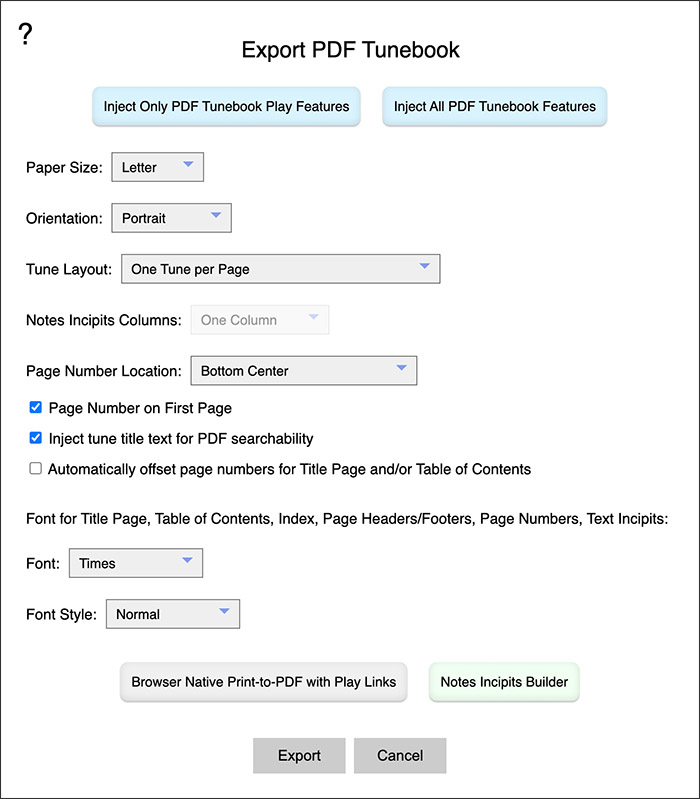 ?
Export PDF Tunebook
Inject Only PDF Tunebook Play Features
Inject All PDF Tunebook Features
Paper Size: Letter
Orientation: Portrait
Tune Layout: One Tune per Page
Notes Incipits Columns: One Column
Page Number Location: Bottom Center
Page Number on First Page
Inject tune title text for PDF searchability
Automatically offset page numbers for Title Page and/or Table of Contents
Font for Title Page, Table of Contents, Index, Page Headers/Footers, Page Numbers, Text Incipits:
Font: Times
Font Style: Normal
Browser Native Print-to-PDF with Play Links
Notes Incipits Builder
Export
Cancel